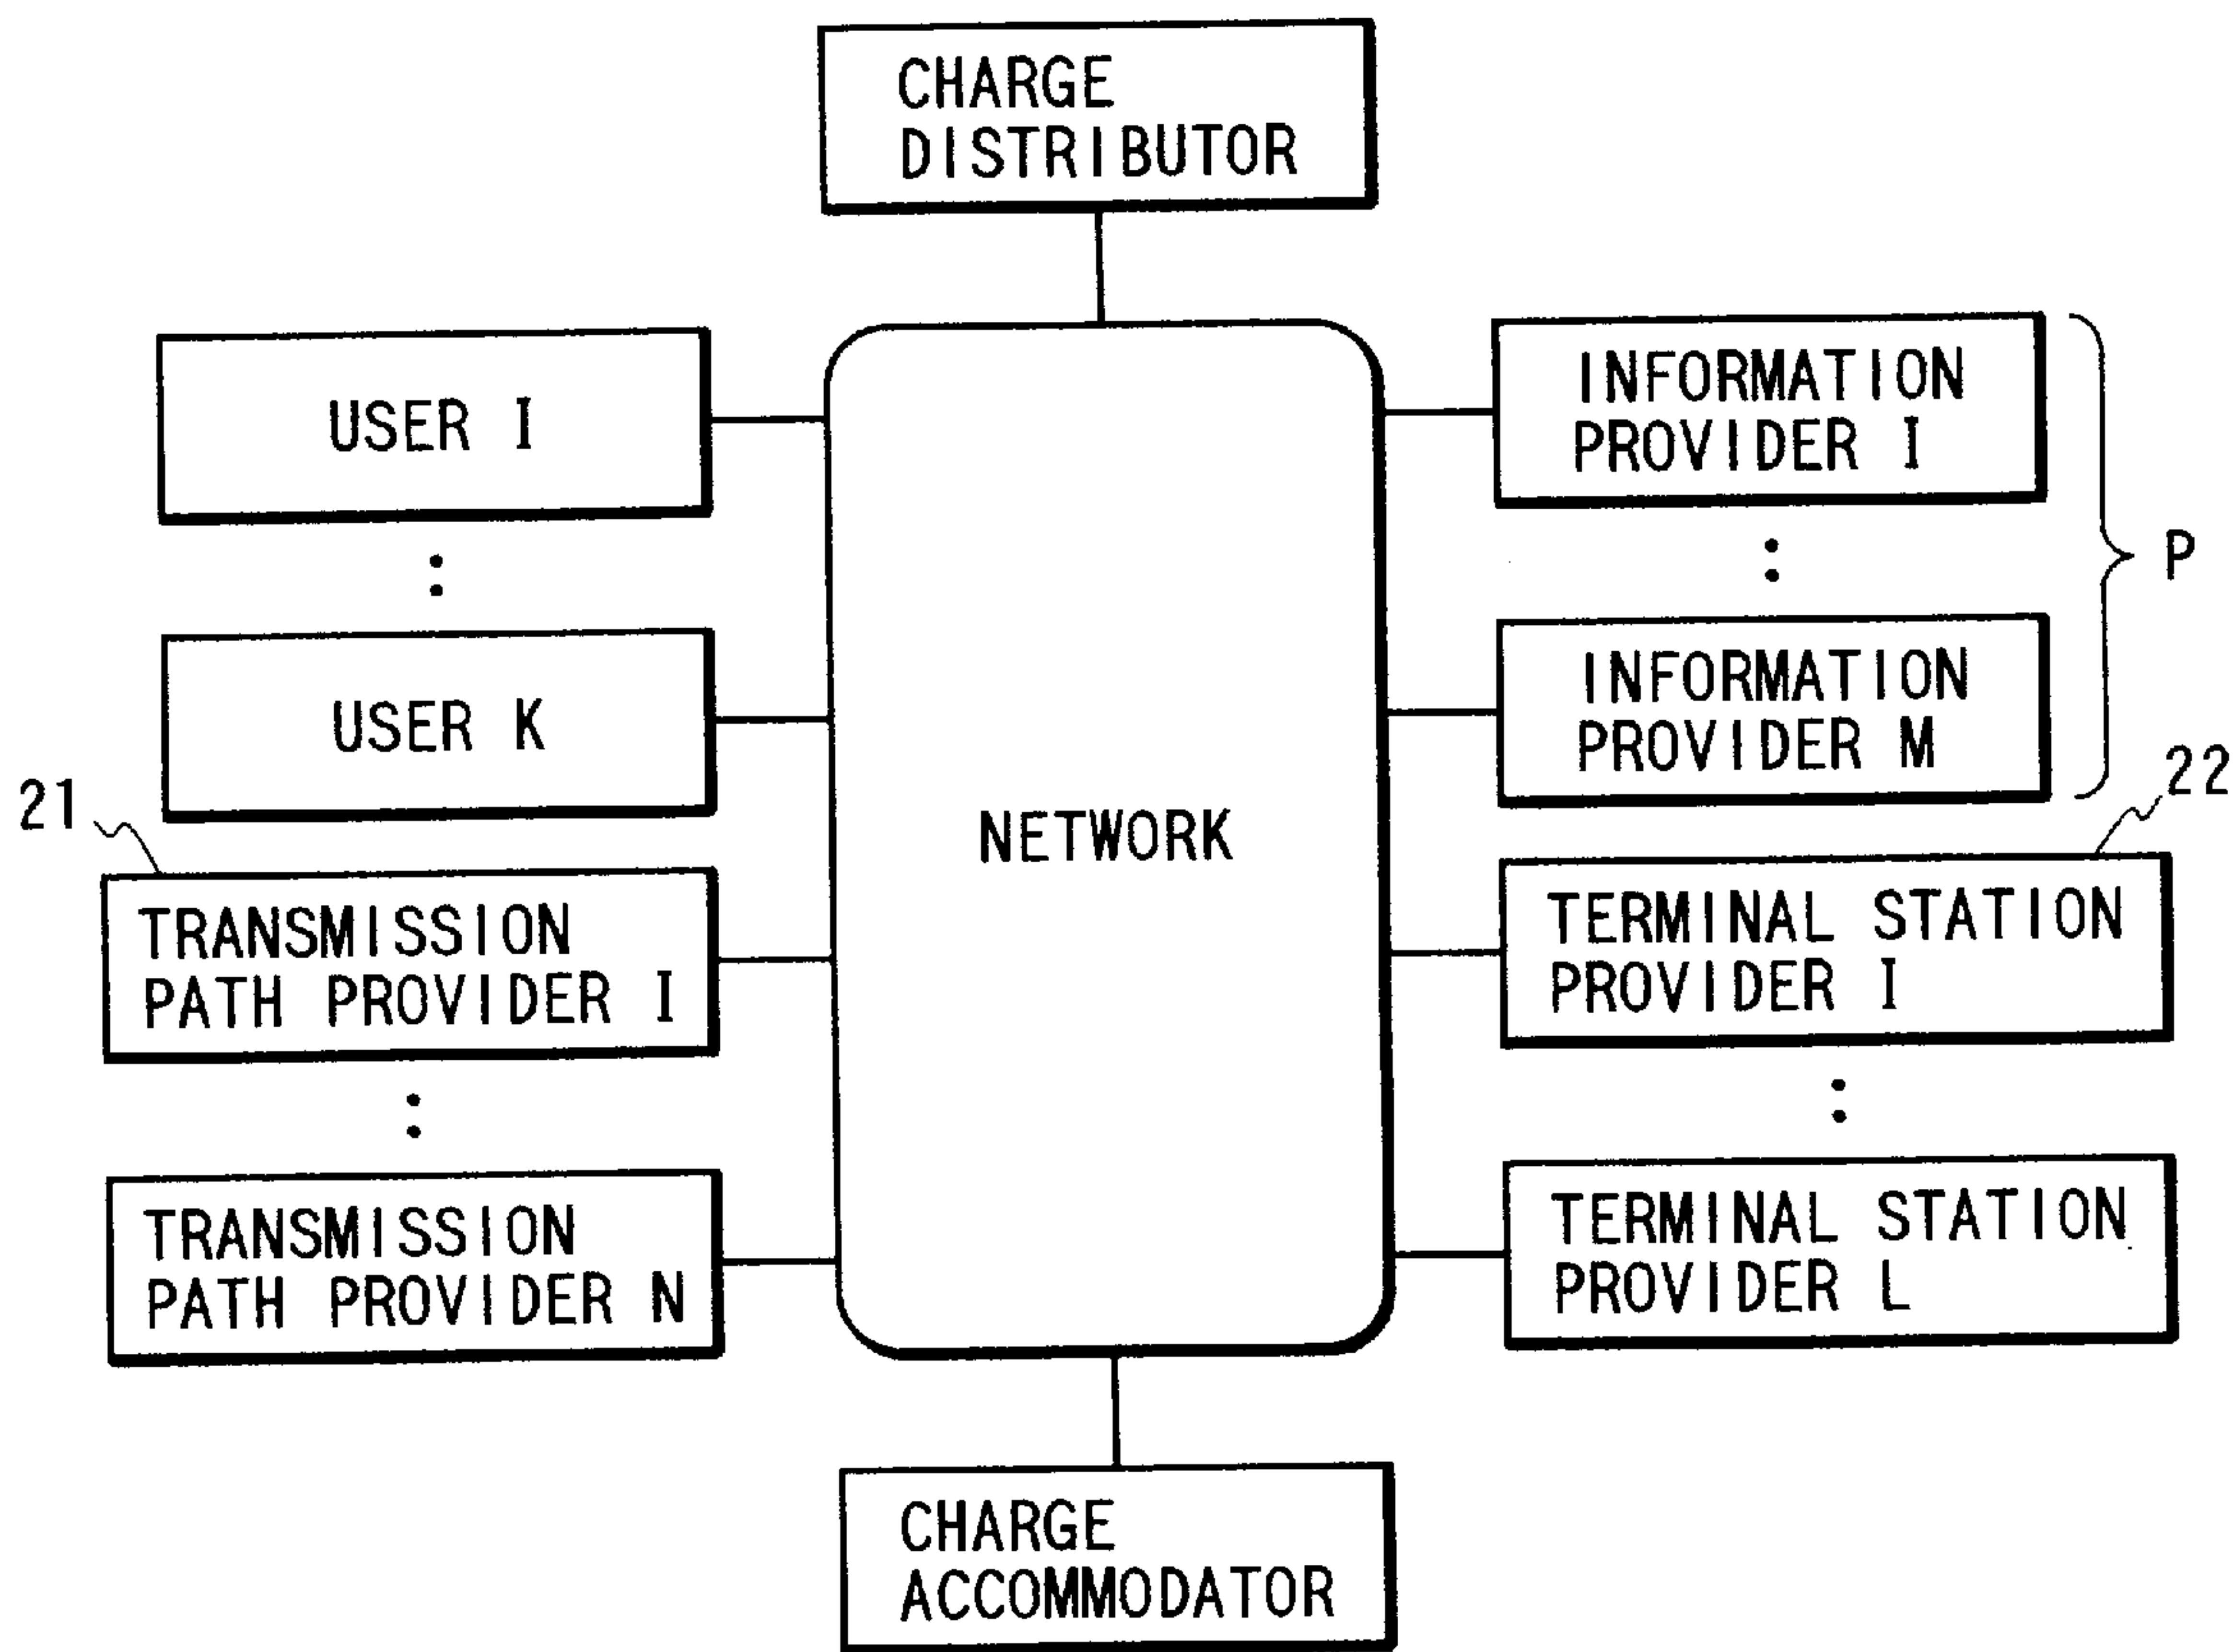 CHARGE
DISTRIBUTOR
USER I
USER K
21
TRANSMISSION
PATH PROVIDER I
TRANSMISSION
PATH PROVIDER N
NETWORK
INFORMATION
PROVIDER I
INFORMATION
PROVIDER M
P
22
TERMINAL STATION
PROVIDER I
TERMINAL STATION
PROVIDER L
CHARGE
ACCOMMODATOR